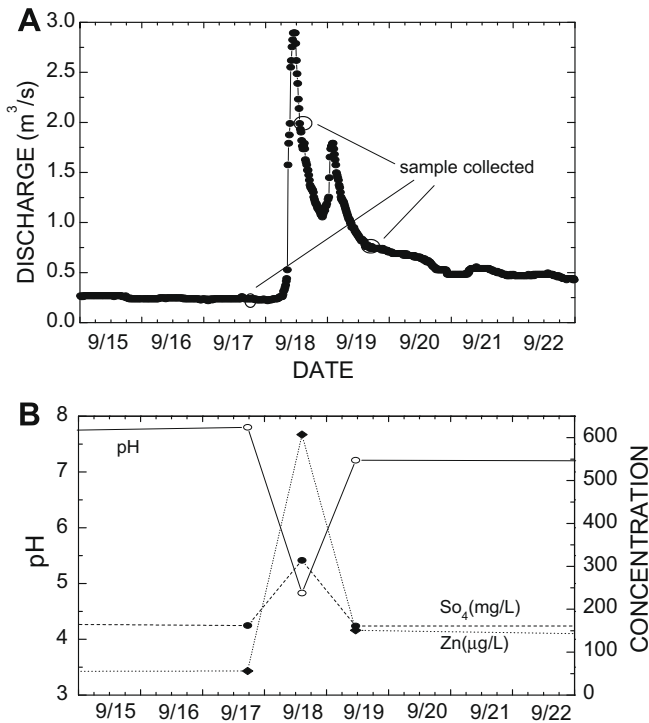 A
DISCHARGE (m³/s)
3.0
2.5
2.0
1.5
1.0
0.5
0.0
sample collected
9/15 9/16 9/17 9/18 9/19 9/20 9/21 9/22
DATE
B
pH
8
7
6
5
4
3
pH
So₄(mg/L)
Zn(µg/L)
600
500
400
300
200
100
0
CONCENTRATION
9/15 9/16 9/17 9/18 9/19 9/20 9/21 9/22